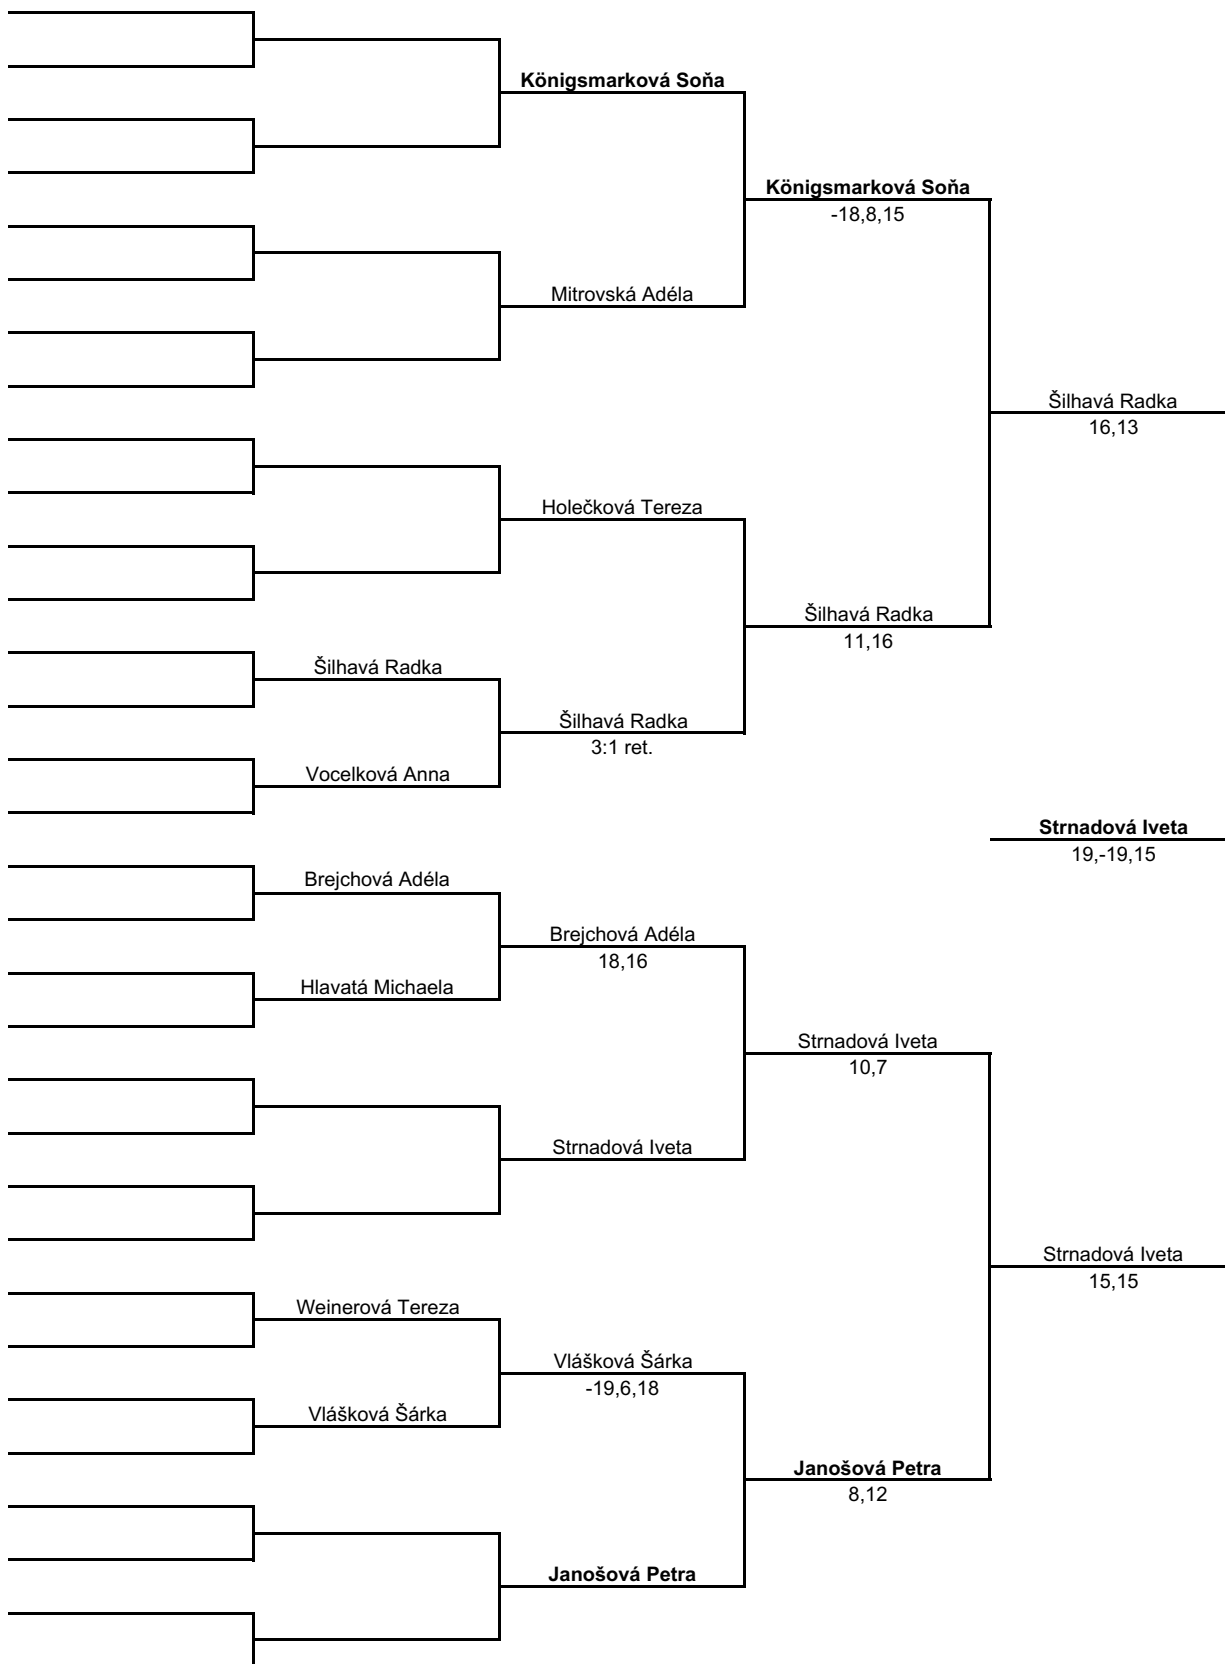 Königsmarková Soňa
Königsmarková Soňa
-18,8,15
Mitrovská Adéla
Šilhavá Radka
16,13
Holečková Tereza
Šilhavá Radka
11,16
Šilhavá Radka
Šilhavá Radka
3:1 ret.
Vocelková Anna
Strnadová Iveta
19,-19,15
Brejchová Adéla
Brejchová Adéla
18,16
Hlavatá Michaela
Strnadová Iveta
10,7
Strnadová Iveta
Strnadová Iveta
15,15
Weinerová Tereza
Vlášková Šárka
-19,6,18
Vlášková Šárka
Janošová Petra
8,12
Janošová Petra